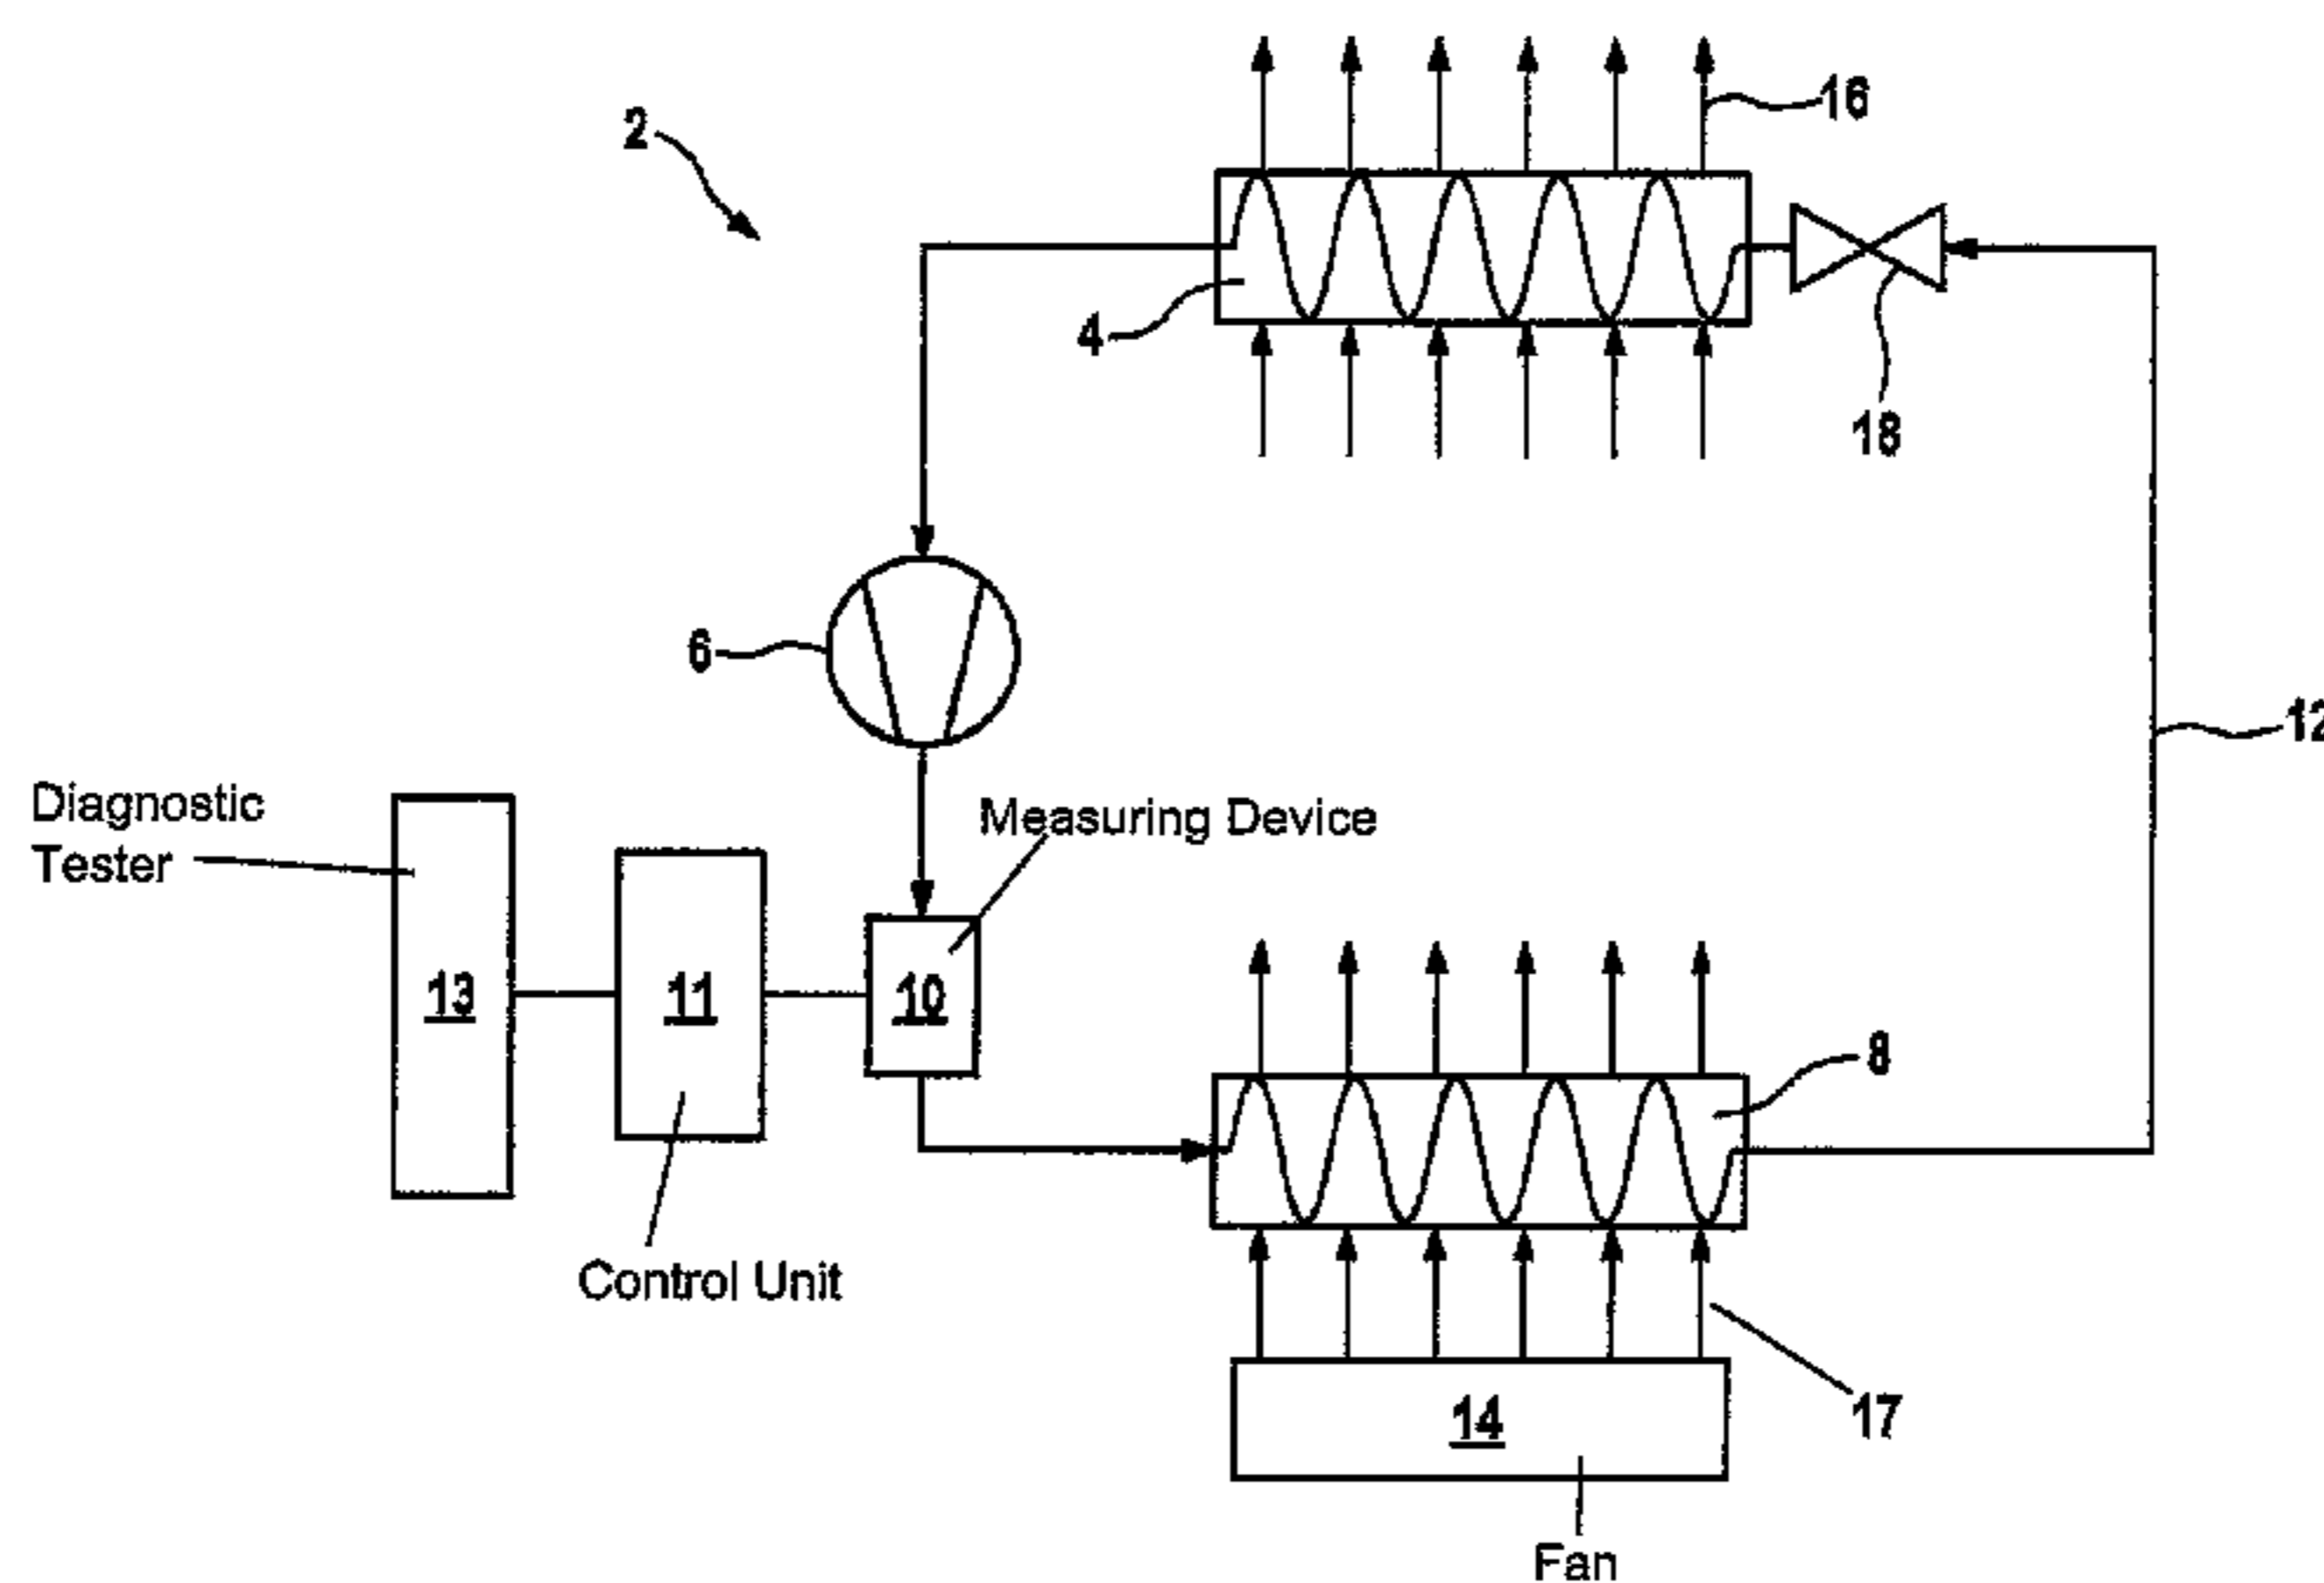 2
16
4
18
6
12
Diagnostic
Tester
Measuring Device
13
11
10
8
Control Unit
17
14
Fan